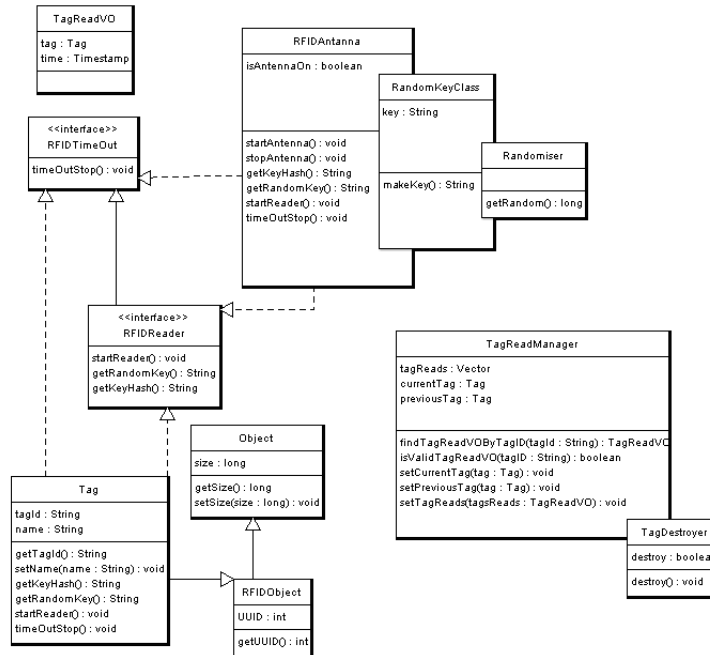 TagReadVO
tag : Tag
time : Timestamp
<<interface>>
RFIDTimeOut
timeOutStop() : void
RFIDAntanna
isAntennaOn : boolean
startAntenna() : void
stopAntenna() : void
getKeyHash() : String
getRandomKey() : String
startReader() : void
timeOutStop() : void
RandomKeyClass
key : String
makeKey() : String
Randomiser
getRandom() : long
<<interface>>
RFIDReader
startReader() : void
getRandomKey() : String
getKeyHash() : String
TagReadManager
tagReads : Vector
currentTag : Tag
previousTag : Tag
findTagReadVOByTagID(tagId : String) : TagReadVO
isValidTagReadVO(tagID : String) : boolean
setCurrentTag(tag : Tag) : void
setPreviousTag(tag : Tag) : void
setTagReads(tagsReads : TagReadVO) : void
Object
size : long
getSize() : long
setSize(size : long) : void
Tag
tagId : String
name : String
getTagId() : String
setName(name : String) : void
getKeyHash() : String
getRandomKey() : String
startReader() : void
timeOutStop() : void
RFIDObject
UUID : int
getUUID() : int
TagDestroyer
destroy : boolea
destroy() : void